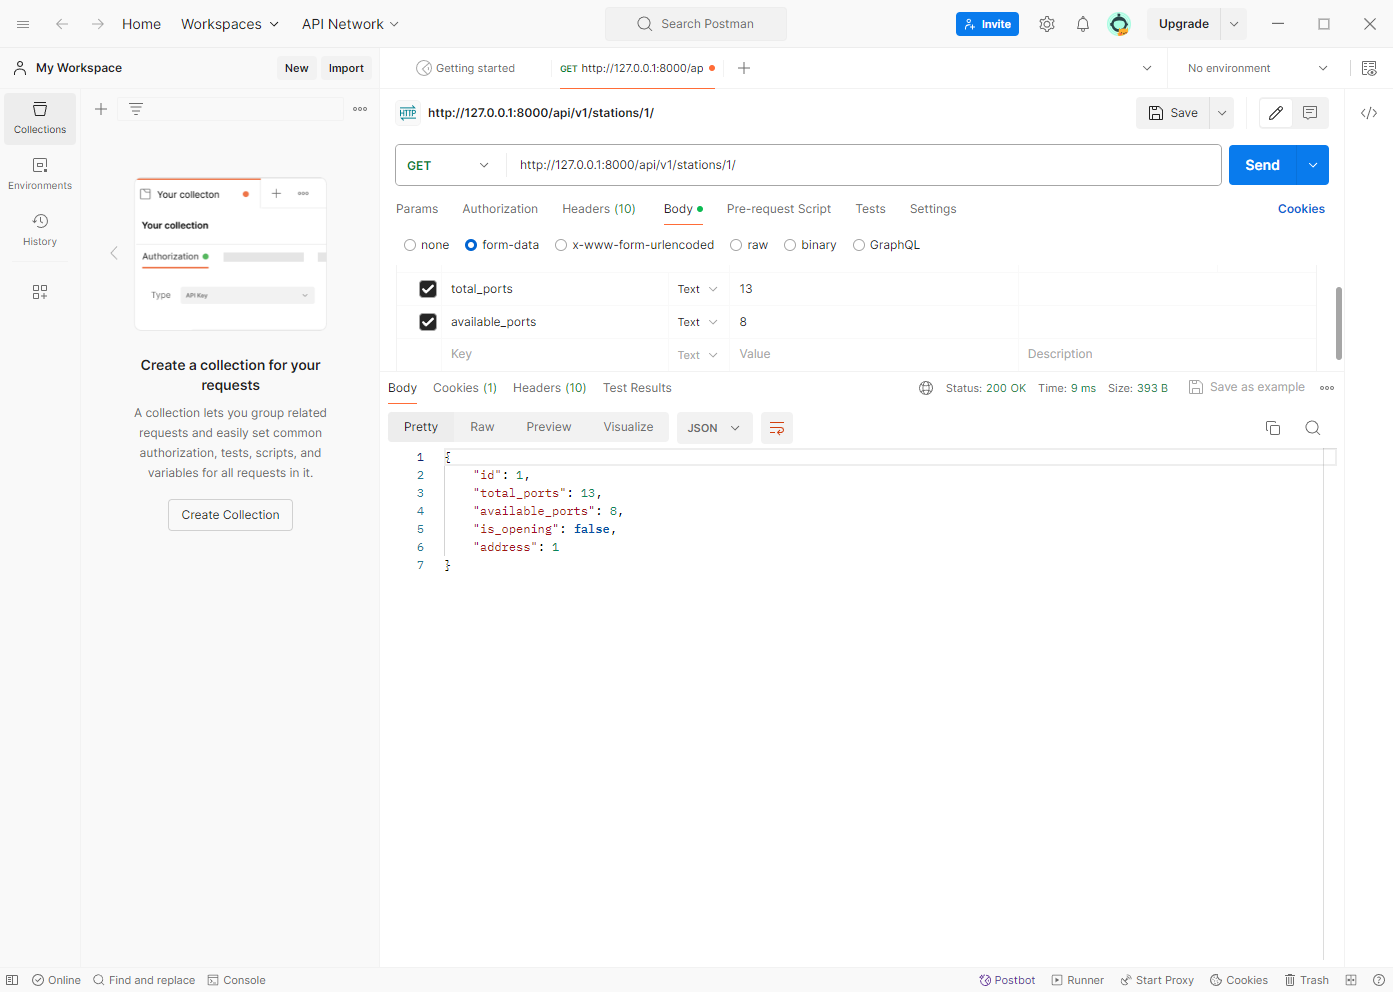 Home Workspaces API Network Search Postman Invite Upgrade
My Workspace New Import Getting started GET http://127.0.0.1:8000/ap No environment
Collections
Environments
History
Your collecton
Your collection
Authorization
Type API Key
Create a collection for your
requests
A collection lets you group related
requests and easily set common
authorization, tests, scripts, and
variables for all requests in it.
Create Collection
HTTP http://127.0.0.1:8000/api/v1/stations/1/ Save
GET http://127.0.0.1:8000/api/v1/stations/1/ Send
Params Authorization Headers (10) Body Pre-request Script Tests Settings Cookies
none form-data x-www-form-urlencoded raw binary GraphQL
total_ports Text 13
available_ports Text 8
Key Text Value Description
Body Cookies (1) Headers (10) Test Results Status: 200 OK Time: 9 ms Size: 393 B Save as example
Pretty Raw Preview Visualize JSON
1 {
2 "id": 1,
3 "total_ports": 13,
4 "available_ports": 8,
5 "is_opening": false,
6 "address": 1
7 }
Online Find and replace Console Postbot Runner Start Proxy Cookies Trash